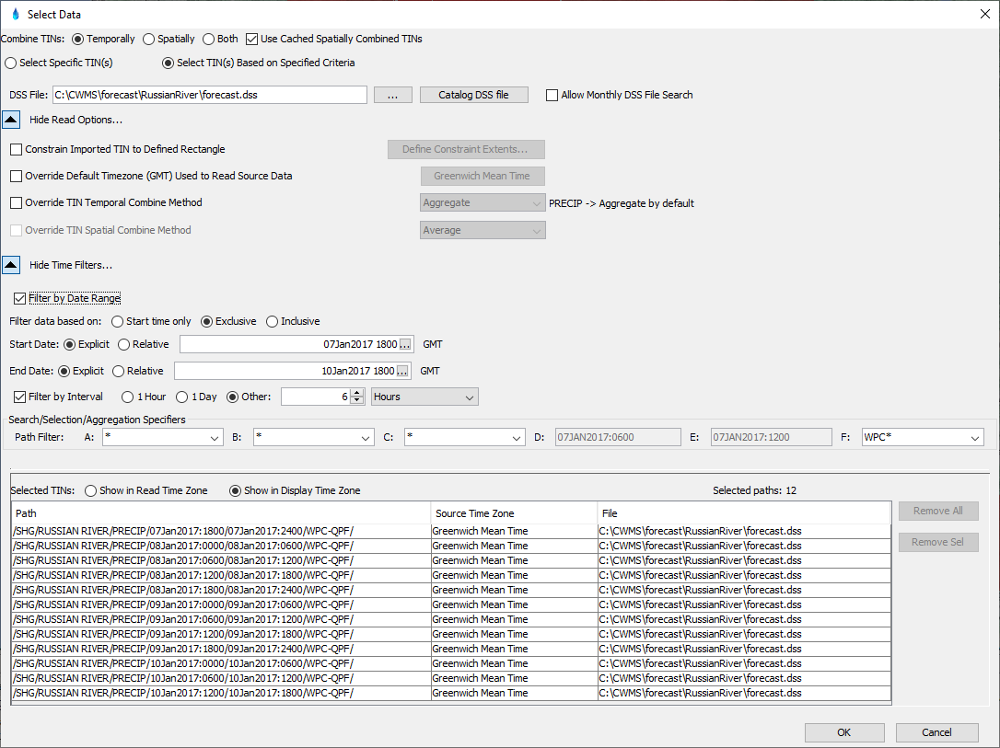 Select Data
Combine TINs: Temporally Spatially Both Use Cached Spatially Combined TINs
Select Specific TIN(s) Select TIN(s) Based on Specified Criteria
DSS File: C:\CWMS\forecast\RussianRiver\forecast.dss ... Catalog DSS file Allow Monthly DSS File Search
Hide Read Options...
Constrain Imported TIN to Defined Rectangle Define Constraint Extents...
Override Default Timezone (GMT) Used to Read Source Data Greenwich Mean Time
Override TIN Temporal Combine Method Aggregate PRECIP -> Aggregate by default
Override TIN Spatial Combine Method Average
Hide Time Filters...
Filter by Date Range
Filter data based on: Start time only Exclusive Inclusive
Start Date: Explicit Relative 07Jan2017 1800 ... GMT
End Date: Explicit Relative 10Jan2017 1800 ... GMT
Filter by Interval 1 Hour 1 Day Other: 6 Hours
Search/Selection/Aggregation Specifiers
Path Filter: A: * B: * C: * D: 07JAN2017:0600 E: 07JAN2017:1200 F: WPC*
Selected TINs: Show in Read Time Zone Show in Display Time Zone Selected paths: 12
Path Source Time Zone File Remove All
/SHG/RUSSIAN RIVER/PRECIP/07Jan2017:1800/07Jan2017:2400/WPC-QPF/ Greenwich Mean Time C:\CWMS\forecast\RussianRiver\forecast.dss
/SHG/RUSSIAN RIVER/PRECIP/08Jan2017:0000/08Jan2017:0600/WPC-QPF/ Greenwich Mean Time C:\CWMS\forecast\RussianRiver\forecast.dss Remove Sel
/SHG/RUSSIAN RIVER/PRECIP/08Jan2017:0600/08Jan2017:1200/WPC-QPF/ Greenwich Mean Time C:\CWMS\forecast\RussianRiver\forecast.dss
/SHG/RUSSIAN RIVER/PRECIP/08Jan2017:1200/08Jan2017:1800/WPC-QPF/ Greenwich Mean Time C:\CWMS\forecast\RussianRiver\forecast.dss
/SHG/RUSSIAN RIVER/PRECIP/08Jan2017:1800/08Jan2017:2400/WPC-QPF/ Greenwich Mean Time C:\CWMS\forecast\RussianRiver\forecast.dss
/SHG/RUSSIAN RIVER/PRECIP/09Jan2017:0000/09Jan2017:0600/WPC-QPF/ Greenwich Mean Time C:\CWMS\forecast\RussianRiver\forecast.dss
/SHG/RUSSIAN RIVER/PRECIP/09Jan2017:0600/09Jan2017:1200/WPC-QPF/ Greenwich Mean Time C:\CWMS\forecast\RussianRiver\forecast.dss
/SHG/RUSSIAN RIVER/PRECIP/09Jan2017:1200/09Jan2017:1800/WPC-QPF/ Greenwich Mean Time C:\CWMS\forecast\RussianRiver\forecast.dss
/SHG/RUSSIAN RIVER/PRECIP/09Jan2017:1800/09Jan2017:2400/WPC-QPF/ Greenwich Mean Time C:\CWMS\forecast\RussianRiver\forecast.dss
/SHG/RUSSIAN RIVER/PRECIP/10Jan2017:0000/10Jan2017:0600/WPC-QPF/ Greenwich Mean Time C:\CWMS\forecast\RussianRiver\forecast.dss
/SHG/RUSSIAN RIVER/PRECIP/10Jan2017:0600/10Jan2017:1200/WPC-QPF/ Greenwich Mean Time C:\CWMS\forecast\RussianRiver\forecast.dss
/SHG/RUSSIAN RIVER/PRECIP/10Jan2017:1200/10Jan2017:1800/WPC-QPF/ Greenwich Mean Time C:\CWMS\forecast\RussianRiver\forecast.dss
OK Cancel